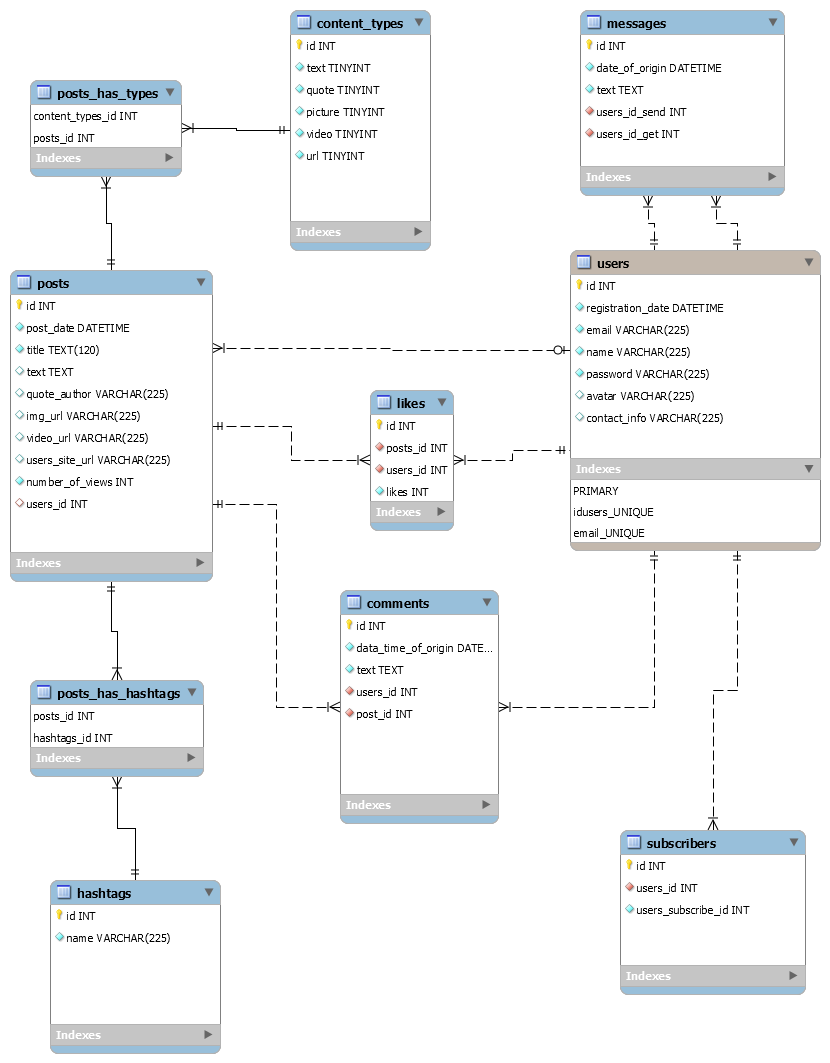 content_types
id INT
text TINYINT
quote TINYINT
picture TINYINT
video TINYINT
url TINYINT
Indexes
messages
id INT
date_of_origin DATETIME
text TEXT
users_id_send INT
users_id_get INT
Indexes
posts_has_types
content_types_id INT
posts_id INT
Indexes
users
id INT
registration_date DATETIME
email VARCHAR(225)
name VARCHAR(225)
password VARCHAR(225)
avatar VARCHAR(225)
contact_info VARCHAR(225)
Indexes
PRIMARY
idusers_UNIQUE
email_UNIQUE
posts
id INT
post_date DATETIME
title TEXT(120)
text TEXT
quote_author VARCHAR(225)
img_url VARCHAR(225)
video_url VARCHAR(225)
users_site_url VARCHAR(225)
number_of_views INT
users_id INT
Indexes
likes
id INT
posts_id INT
users_id INT
likes INT
Indexes
comments
id INT
data_time_of_origin DATE...
text TEXT
users_id INT
post_id INT
Indexes
posts_has_hashtags
posts_id INT
hashtags_id INT
Indexes
subscribers
id INT
users_id INT
users_subscribe_id INT
Indexes
hashtags
id INT
name VARCHAR(225)
Indexes